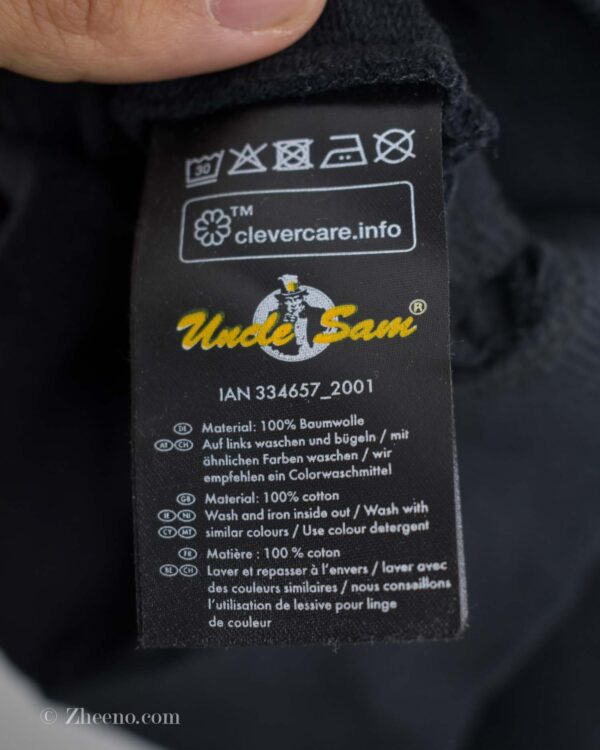 30
™
clevercare.info
Uncle Sam®
IAN 334657_2001
DE Material: 100% Baumwolle
AT CH Auf links waschen und bügeln / mit
ähnlichen Farben waschen / wir
empfehlen ein Colorwaschmittel
GB Material: 100% cotton
IE NI Wash and iron inside out / Wash with
CY MT similar colours / Use colour detergent
FR Matière : 100 % coton
BE CH Laver et repasser à l'envers / laver avec
des couleurs similaires / nous conseillons
l'utilisation de lessive pour linge
de couleur
© Zheeno.com